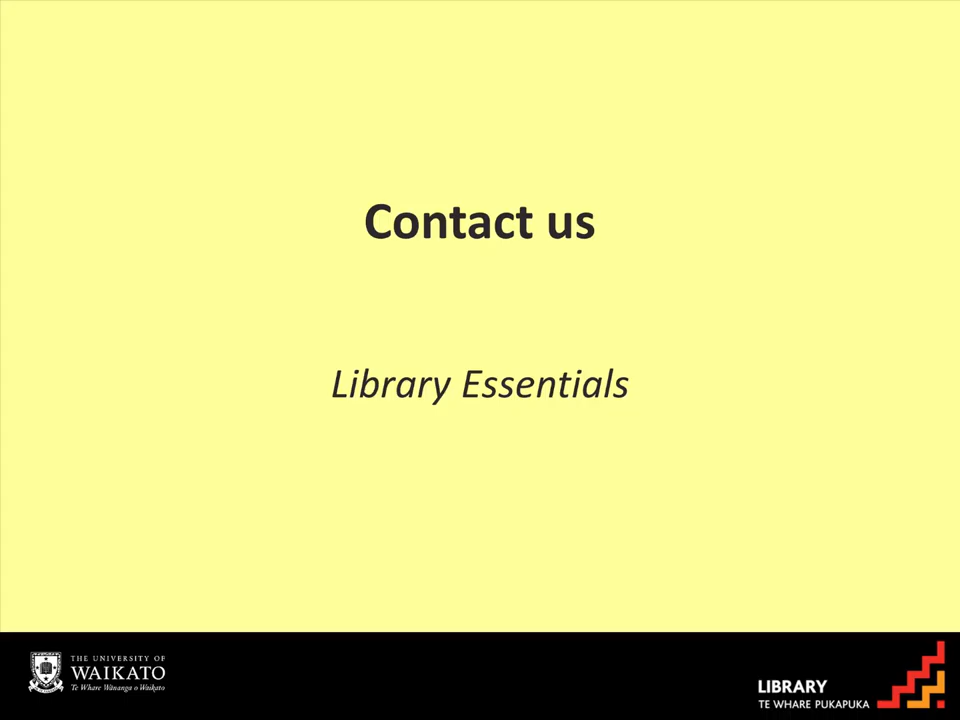 Contact us
Library Essentials
THE UNIVERSITY OF
WAIKATO
Te Whare Wānanga o Waikato
LIBRARY
TE WHARE PUKAPUKA